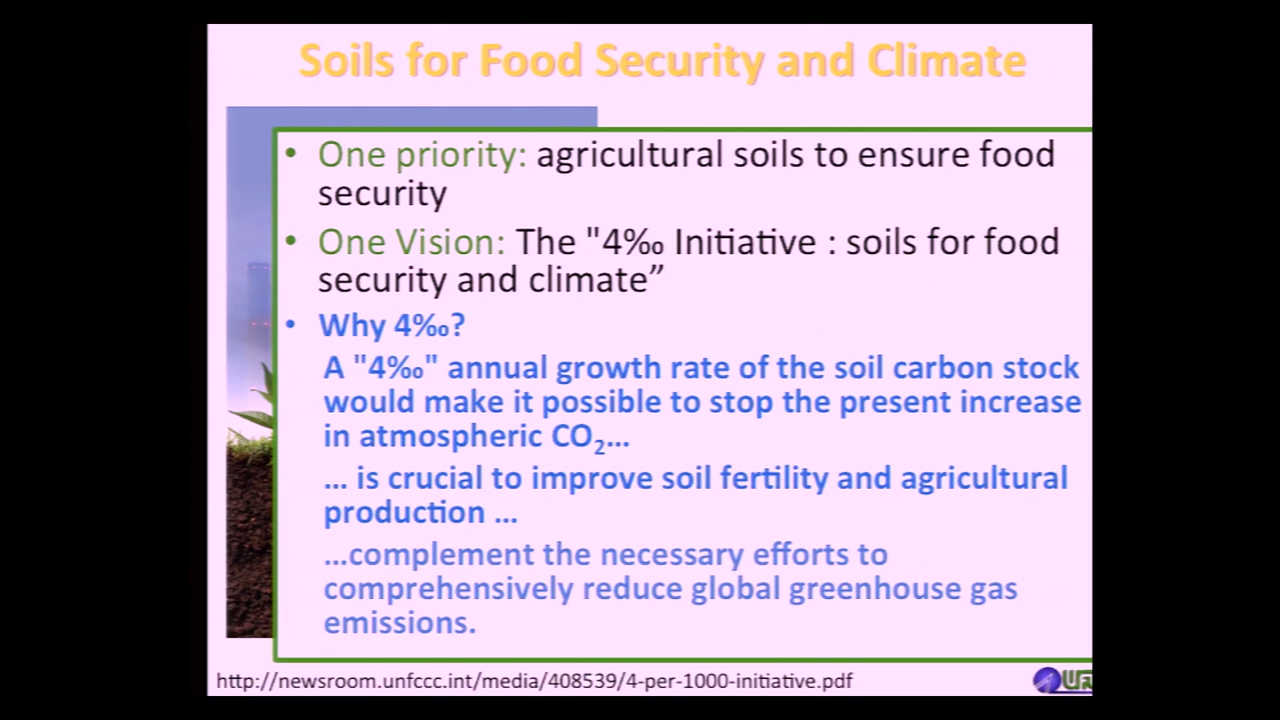 Soils for Food Security and Climate
• One priority: agricultural soils to ensure food
security
• One Vision: The "4‰ Initiative : soils for food
security and climate”
• Why 4‰?
A "4‰" annual growth rate of the soil carbon stock
would make it possible to stop the present increase
in atmospheric CO₂…
… is crucial to improve soil fertility and agricultural
production …
…complement the necessary efforts to
comprehensively reduce global greenhouse gas
emissions.
http://newsroom.unfccc.int/media/408539/4-per-1000-initiative.pdf